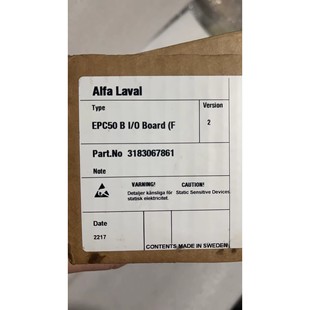 Alfa Laval
Type
Version
EPC50 B I/O Board (F
2
Part.No 3183067861
Note
WARNING!
Detaljer känsliga för
statisk elektricitet.
CAUTION!
Static Sensitive Devices
Date
2217
CONTENTS MADE IN SWEDEN